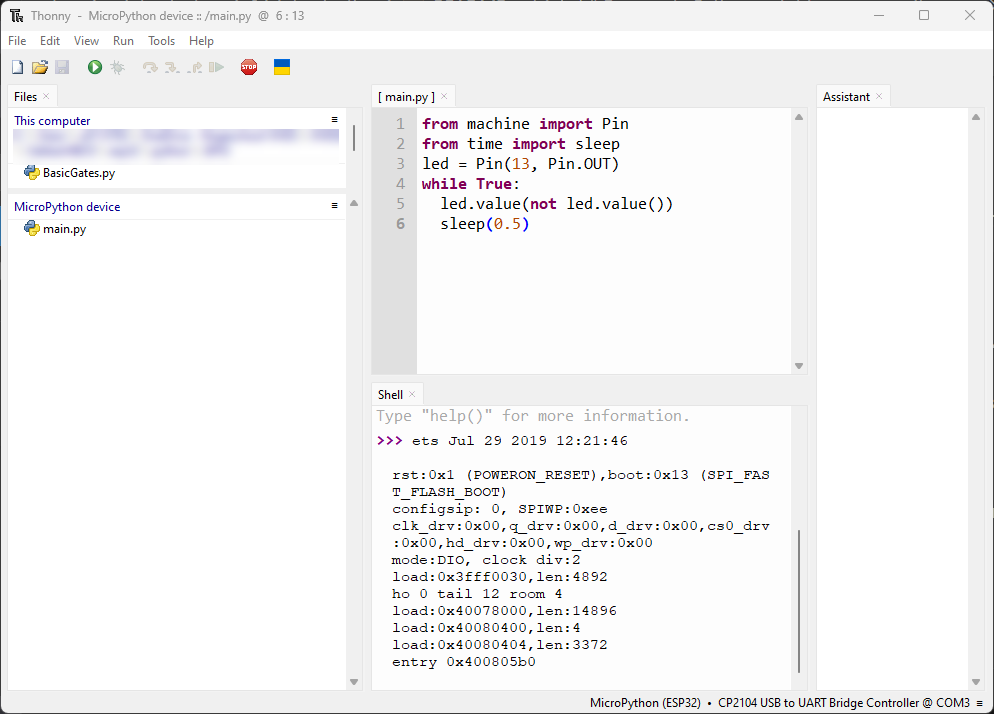 Thonny - MicroPython device :: /main.py @ 6 : 13
File Edit View Run Tools Help
STOP
Files
This computer
BasicGates.py
MicroPython device
main.py
[ main.py ]
1 from machine import Pin
2 from time import sleep
3 led = Pin(13, Pin.OUT)
4 while True:
5   led.value(not led.value())
6   sleep(0.5)
Shell
Type "help()" for more information.
>>> ets Jul 29 2019 12:21:46
rst:0x1 (POWERON_RESET),boot:0x13 (SPI_FAS
T_FLASH_BOOT)
configsip: 0, SPIWP:0xee
clk_drv:0x00,q_drv:0x00,d_drv:0x00,cs0_drv
:0x00,hd_drv:0x00,wp_drv:0x00
mode:DIO, clock div:2
load:0x3fff0030,len:4892
ho 0 tail 12 room 4
load:0x40078000,len:14896
load:0x40080400,len:4
load:0x40080404,len:3372
entry 0x400805b0
Assistant
MicroPython (ESP32) • CP2104 USB to UART Bridge Controller @ COM3